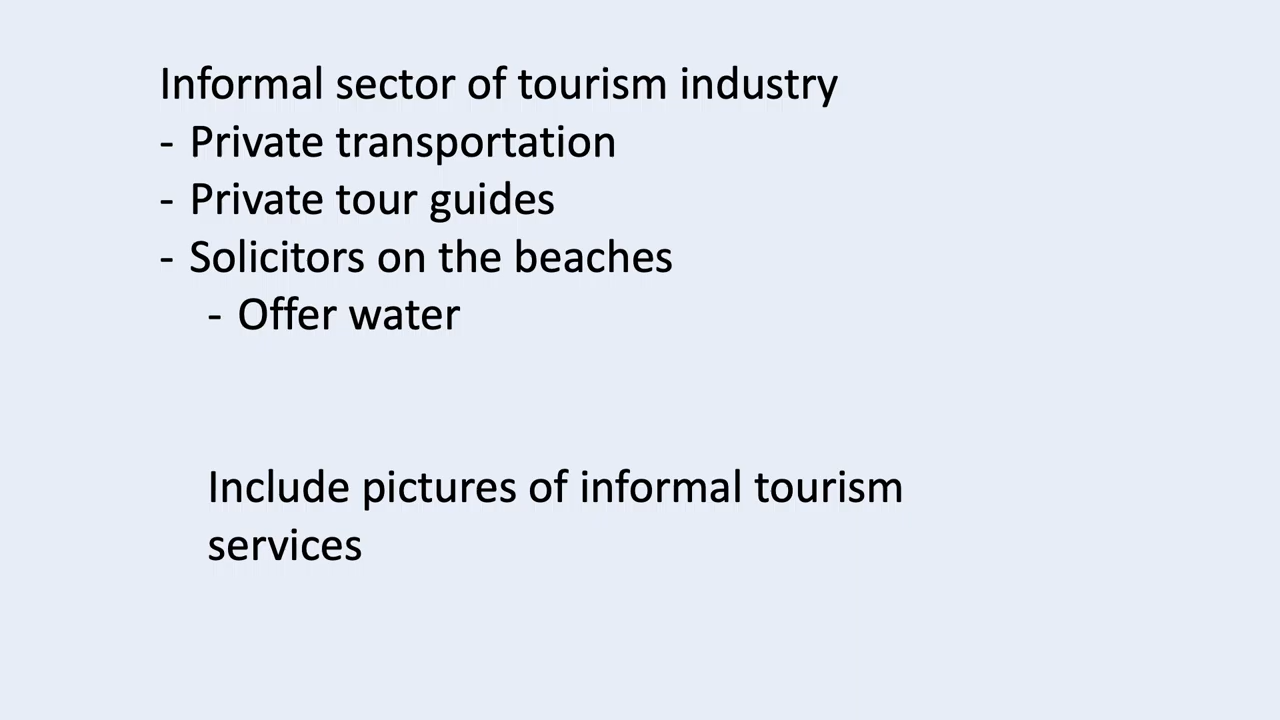 Informal sector of tourism industry
- Private transportation
- Private tour guides
- Solicitors on the beaches
- Offer water
Include pictures of informal tourism
services